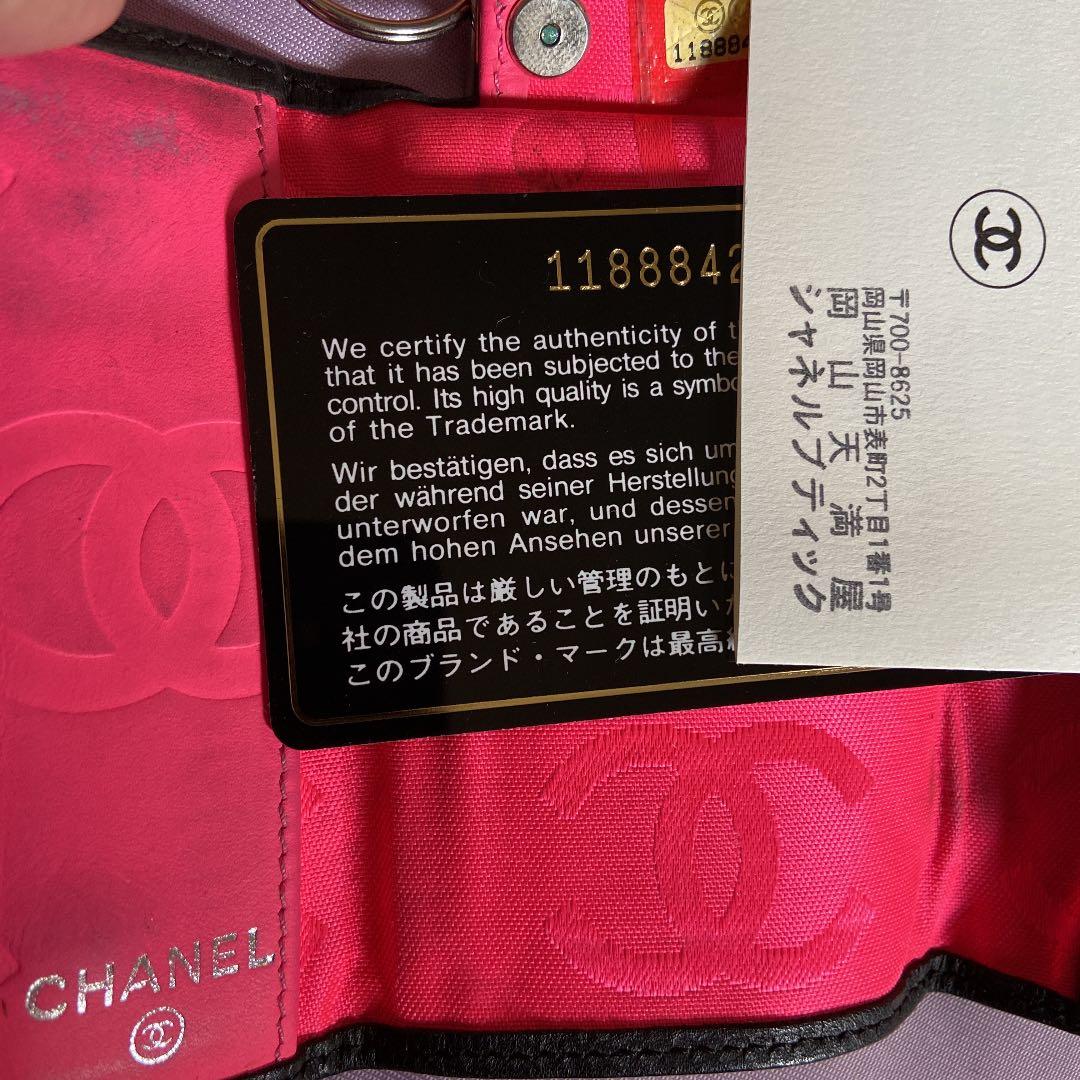 11888
1188842
We certify the authenticity of
that it has been subjected to the
control. Its high quality is a
of the Trademark.
Wir bestätigen, dass es sich um
der während seiner Herstellung
unterworfen war, und dessen
dem hohen Ansehen unserer
この製品は厳しい管理のもとに
社の商品であることを証明い
このブランド・マークは最高
〒700-8625
岡山県岡山市表町2丁目1番1号
岡山天満屋
シャネルブティック
CHANEL